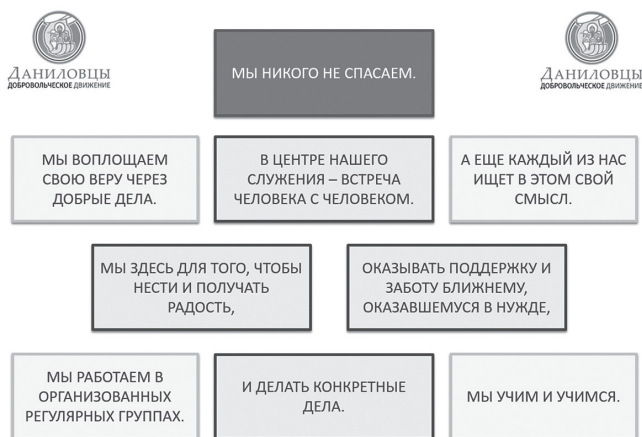 ДАНИЛОВЦЫ
ДОБРОВОЛЬЧЕСКОЕ ДВИЖЕНИЕ
МЫ НИКОГО НЕ СПАСАЕМ.
ДАНИЛОВЦЫ
ДОБРОВОЛЬЧЕСКОЕ ДВИЖЕНИЕ
МЫ ВОПЛОЩАЕМ
СВОЮ ВЕРУ ЧЕРЕЗ
ДОБРЫЕ ДЕЛА.
В ЦЕНТРЕ НАШЕГО
СЛУЖЕНИЯ – ВСТРЕЧА
ЧЕЛОВЕКА С ЧЕЛОВЕКОМ.
А ЕЩЕ КАЖДЫЙ ИЗ НАС
ИЩЕТ В ЭТОМ СВОЙ
СМЫСЛ.
МЫ ЗДЕСЬ ДЛЯ ТОГО, ЧТОБЫ
НЕСТИ И ПОЛУЧАТЬ
РАДОСТЬ,
ОКАЗЫВАТЬ ПОДДЕРЖКУ И
ЗАБОТУ БЛИЖНЕМУ,
ОКАЗАВШЕМУСЯ В НУЖДЕ,
МЫ РАБОТАЕМ В
ОРГАНИЗОВАННЫХ
РЕГУЛЯРНЫХ ГРУППАХ.
И ДЕЛАТЬ КОНКРЕТНЫЕ
ДЕЛА.
МЫ УЧИМ И УЧИМСЯ.